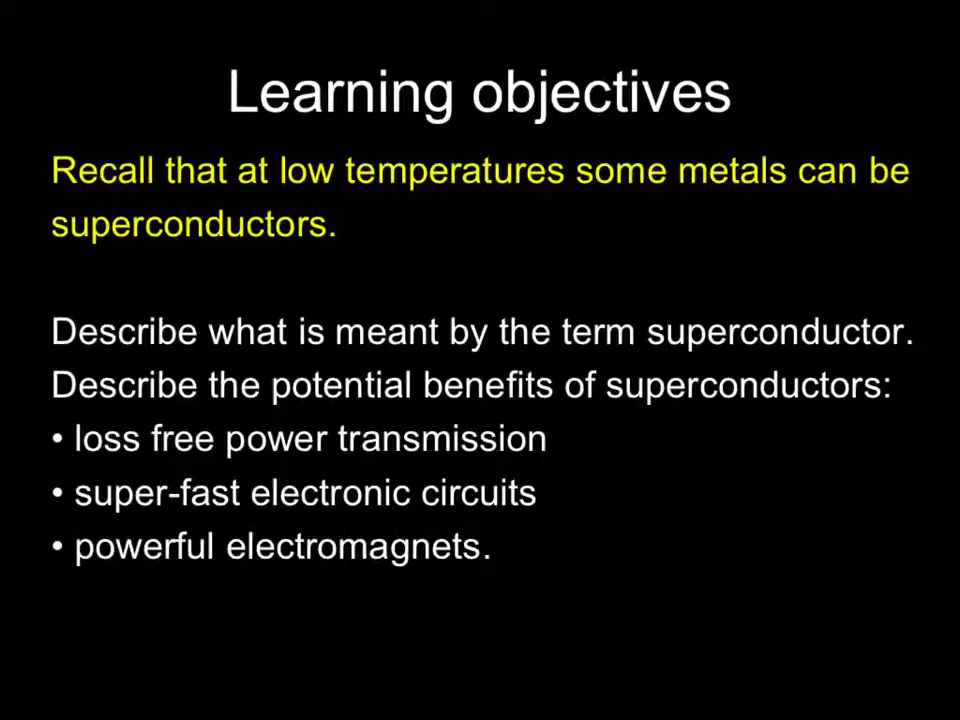 Learning objectives
Recall that at low temperatures some metals can be
superconductors.
Describe what is meant by the term superconductor.
Describe the potential benefits of superconductors:
• loss free power transmission
• super-fast electronic circuits
• powerful electromagnets.